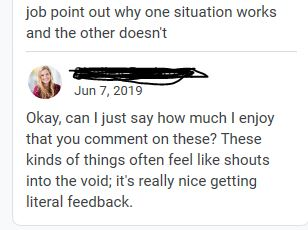 job point out why one situation works
and the other doesn't
Jun 7, 2019
Okay, can I just say how much I enjoy
that you comment on these? These
kinds of things often feel like shouts
into the void; it's really nice getting
literal feedback.